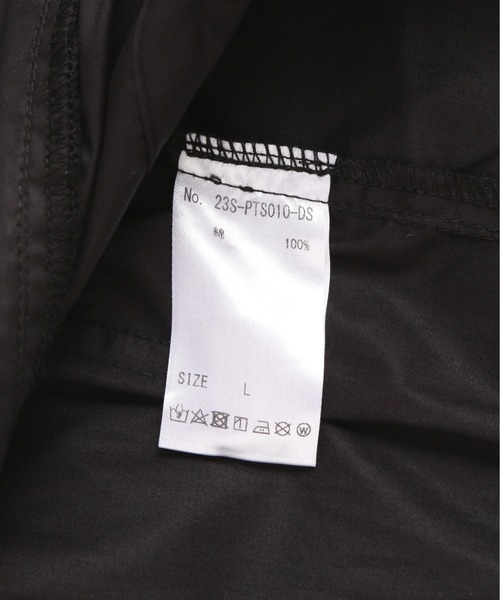 No. 23S-PTS010-DS
綿 100%
SIZE L
W